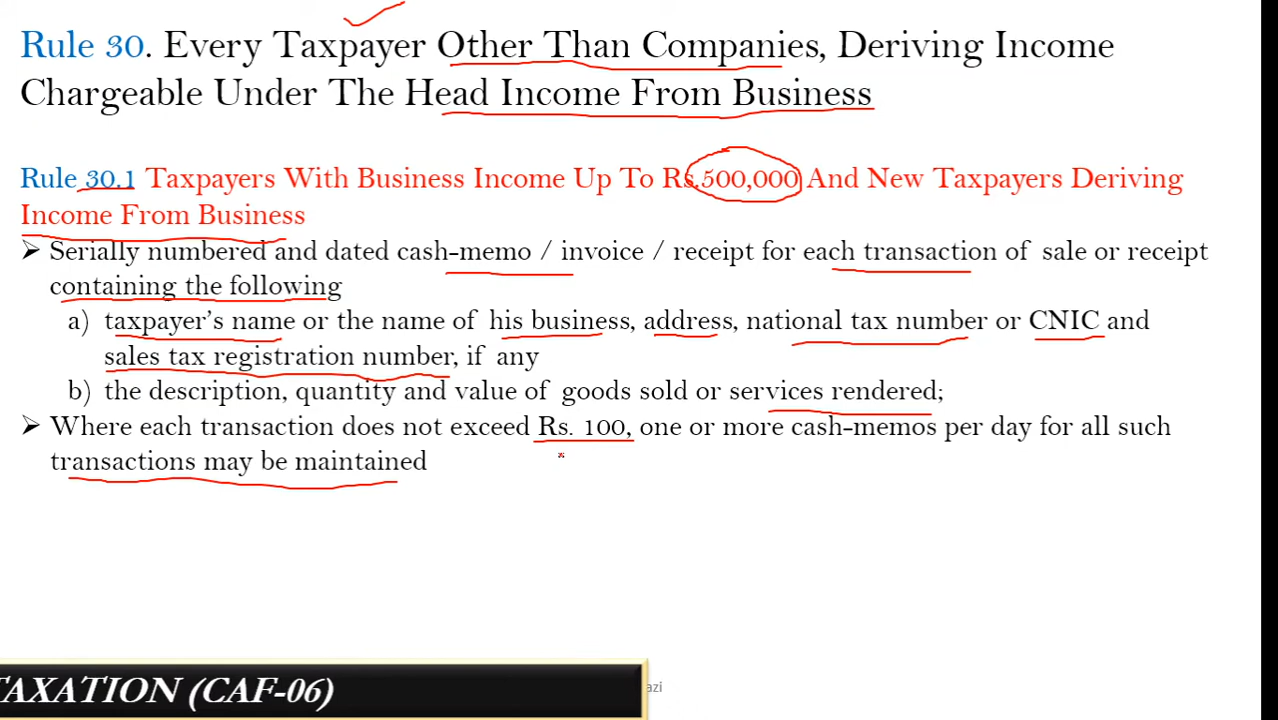 Rule 30. Every Taxpayer Other Than Companies, Deriving Income
Chargeable Under The Head Income From Business
Rule 30.1 Taxpayers With Business Income Up To Rs.500,000 And New Taxpayers Deriving
Income From Business
➢ Serially numbered and dated cash-memo / invoice / receipt for each transaction of sale or receipt
containing the following
a) taxpayer's name or the name of his business, address, national tax number or CNIC and
sales tax registration number, if any
b) the description, quantity and value of goods sold or services rendered;
➢ Where each transaction does not exceed Rs. 100, one or more cash-memos per day for all such
transactions may be maintained
TAXATION (CAF-06)
azi